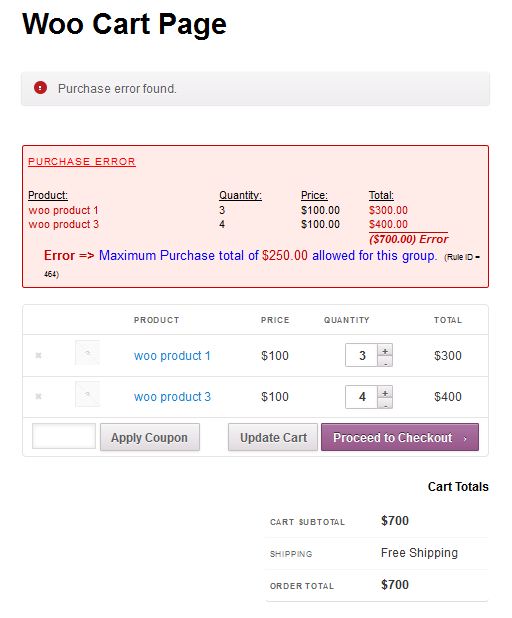 Woo Cart Page
Purchase error found.
PURCHASE ERROR
Product: Quantity: Price: Total:
woo product 1 3 $100.00 $300.00
woo product 3 4 $100.00 $400.00
($700.00) Error
Error => Maximum Purchase total of $250.00 allowed for this group. (Rule ID =
464)
PRODUCT PRICE QUANTITY TOTAL
woo product 1 $100 3 + - $300
woo product 3 $100 4 + - $400
Apply Coupon Update Cart Proceed to Checkout ›
Cart Totals
CART SUBTOTAL $700
SHIPPING Free Shipping
ORDER TOTAL $700